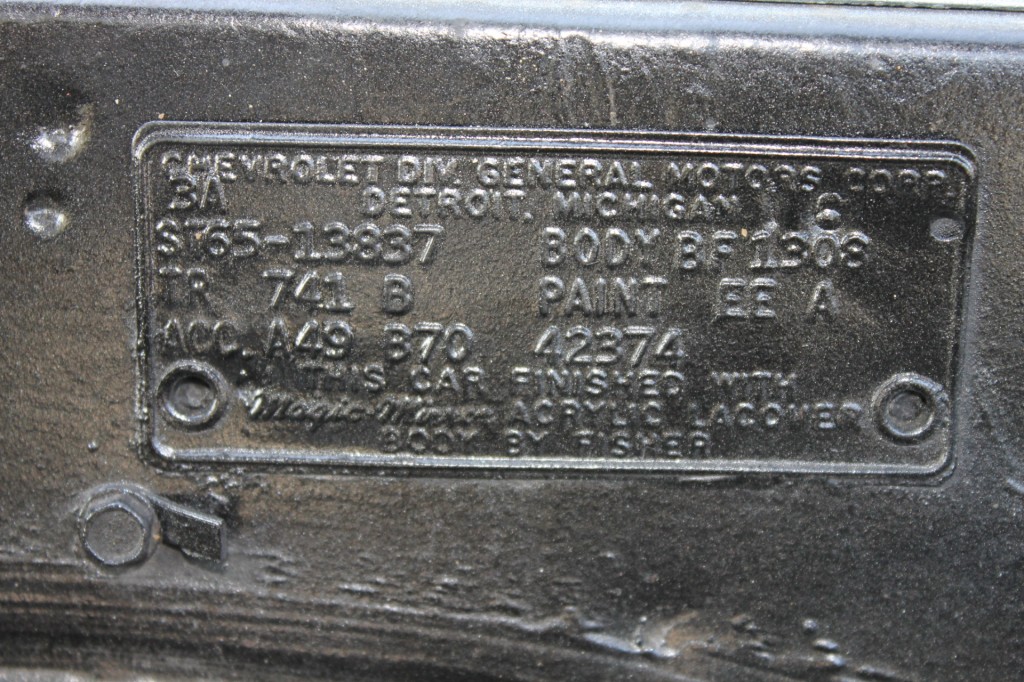 CHEVROLET DIV. GENERAL MOTORS CORP.
3A DETROIT, MICHIGAN C
ST65-13837 BODY BF 1308
TR 741 B PAINT EE A
ACC. A49 B70 42374
THIS CAR FINISHED WITH
Magic-Mirror ACRYLIC LACQUER
BODY BY FISHER